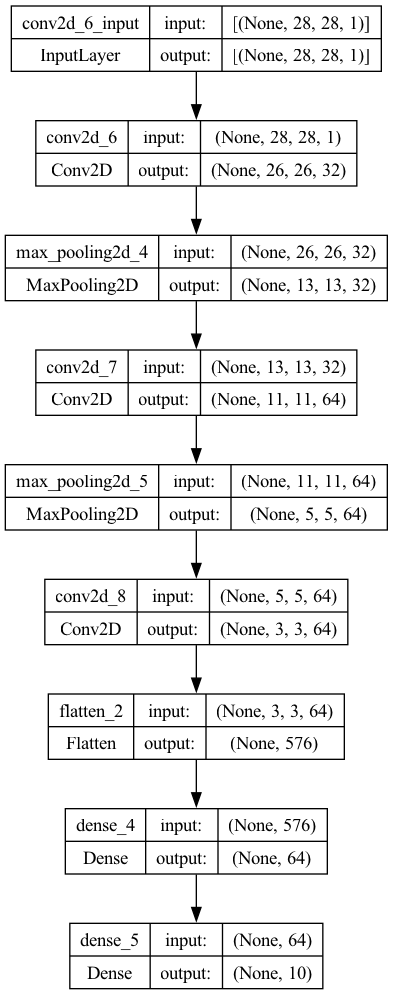 conv2d_6_input input: [(None, 28, 28, 1)]
InputLayer output: [(None, 28, 28, 1)]
conv2d_6 input: (None, 28, 28, 1)
Conv2D output: (None, 26, 26, 32)
max_pooling2d_4 input: (None, 26, 26, 32)
MaxPooling2D output: (None, 13, 13, 32)
conv2d_7 input: (None, 13, 13, 32)
Conv2D output: (None, 11, 11, 64)
max_pooling2d_5 input: (None, 11, 11, 64)
MaxPooling2D output: (None, 5, 5, 64)
conv2d_8 input: (None, 5, 5, 64)
Conv2D output: (None, 3, 3, 64)
flatten_2 input: (None, 3, 3, 64)
Flatten output: (None, 576)
dense_4 input: (None, 576)
Dense output: (None, 64)
dense_5 input: (None, 64)
Dense output: (None, 10)